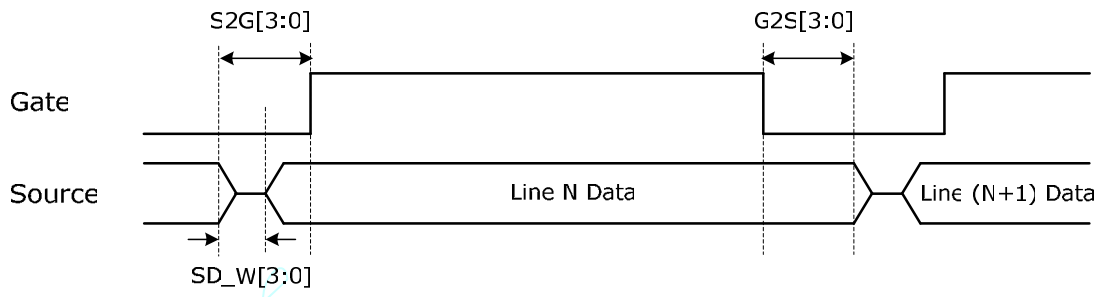 S2G[3:0] G2S[3:0]
Gate
Source Line N Data Line (N+1) Data
SD_W[3:0]